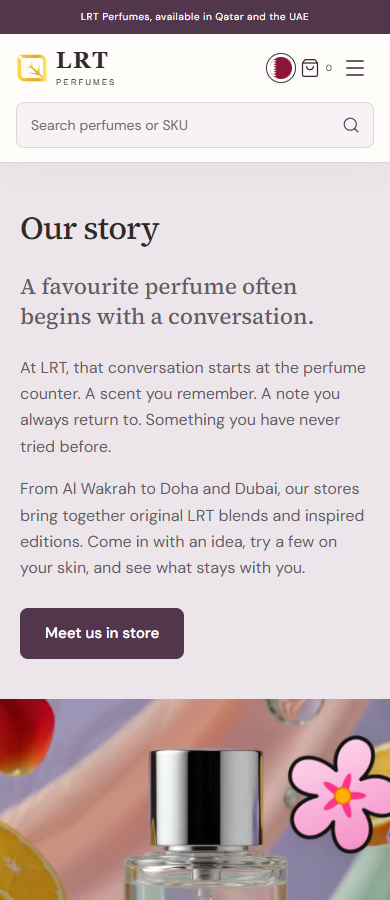 LRT Perfumes, available in Qatar and the UAE
LRT
PERFUMES
0
Search perfumes or SKU
Our story
A favourite perfume often
begins with a conversation.
At LRT, that conversation starts at the perfume
counter. A scent you remember. A note you
always return to. Something you have never
tried before.
From Al Wakrah to Doha and Dubai, our stores
bring together original LRT blends and inspired
editions. Come in with an idea, try a few on
your skin, and see what stays with you.
Meet us in store